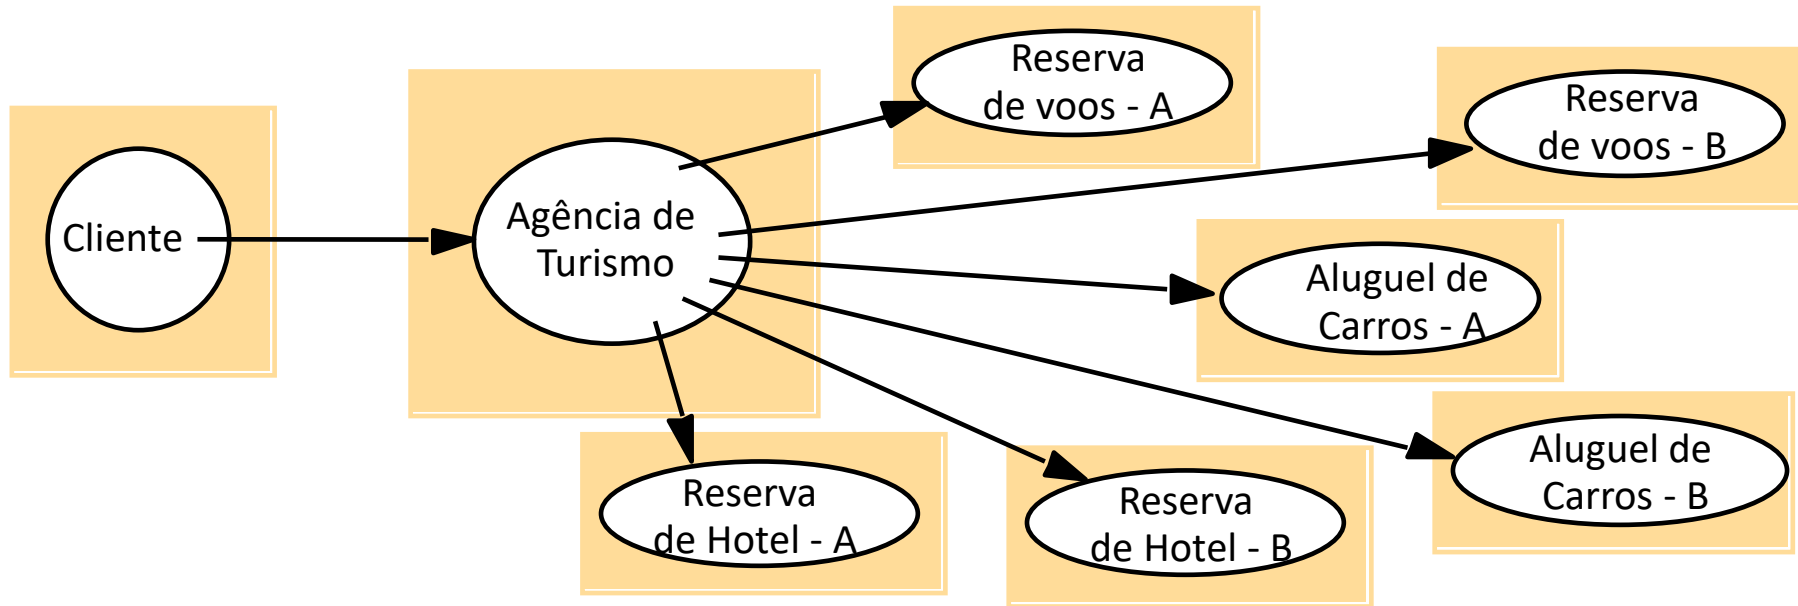 Cliente
Agência de
Turismo
Reserva
de voos - A
Reserva
de voos - B
Aluguel de
Carros - A
Aluguel de
Carros - B
Reserva
de Hotel - A
Reserva
de Hotel - B